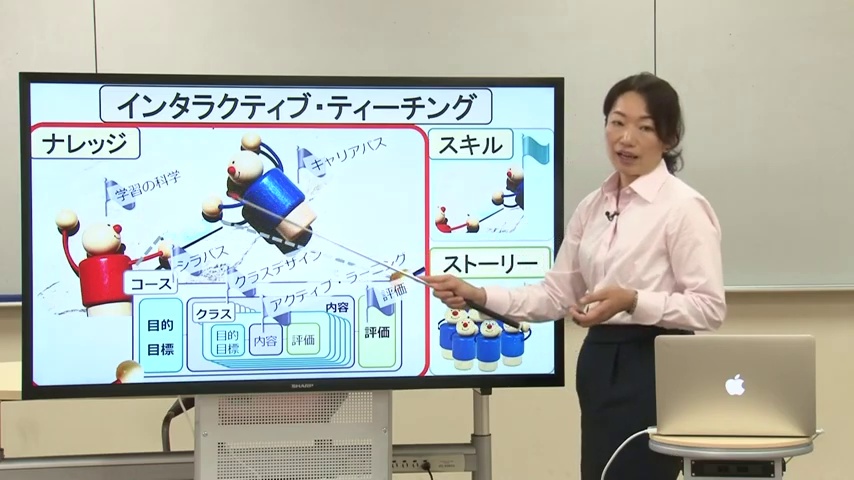 インタラクティブ・ティーチング
ナレッジ
スキル
キャリアパス
学習の科学
シラバス
クラスデザイン
アクティブ・ラーニング
評価
ストーリー
コース
目的
目標
クラス
内容
目的
目標
内容
評価
評価
SHARP